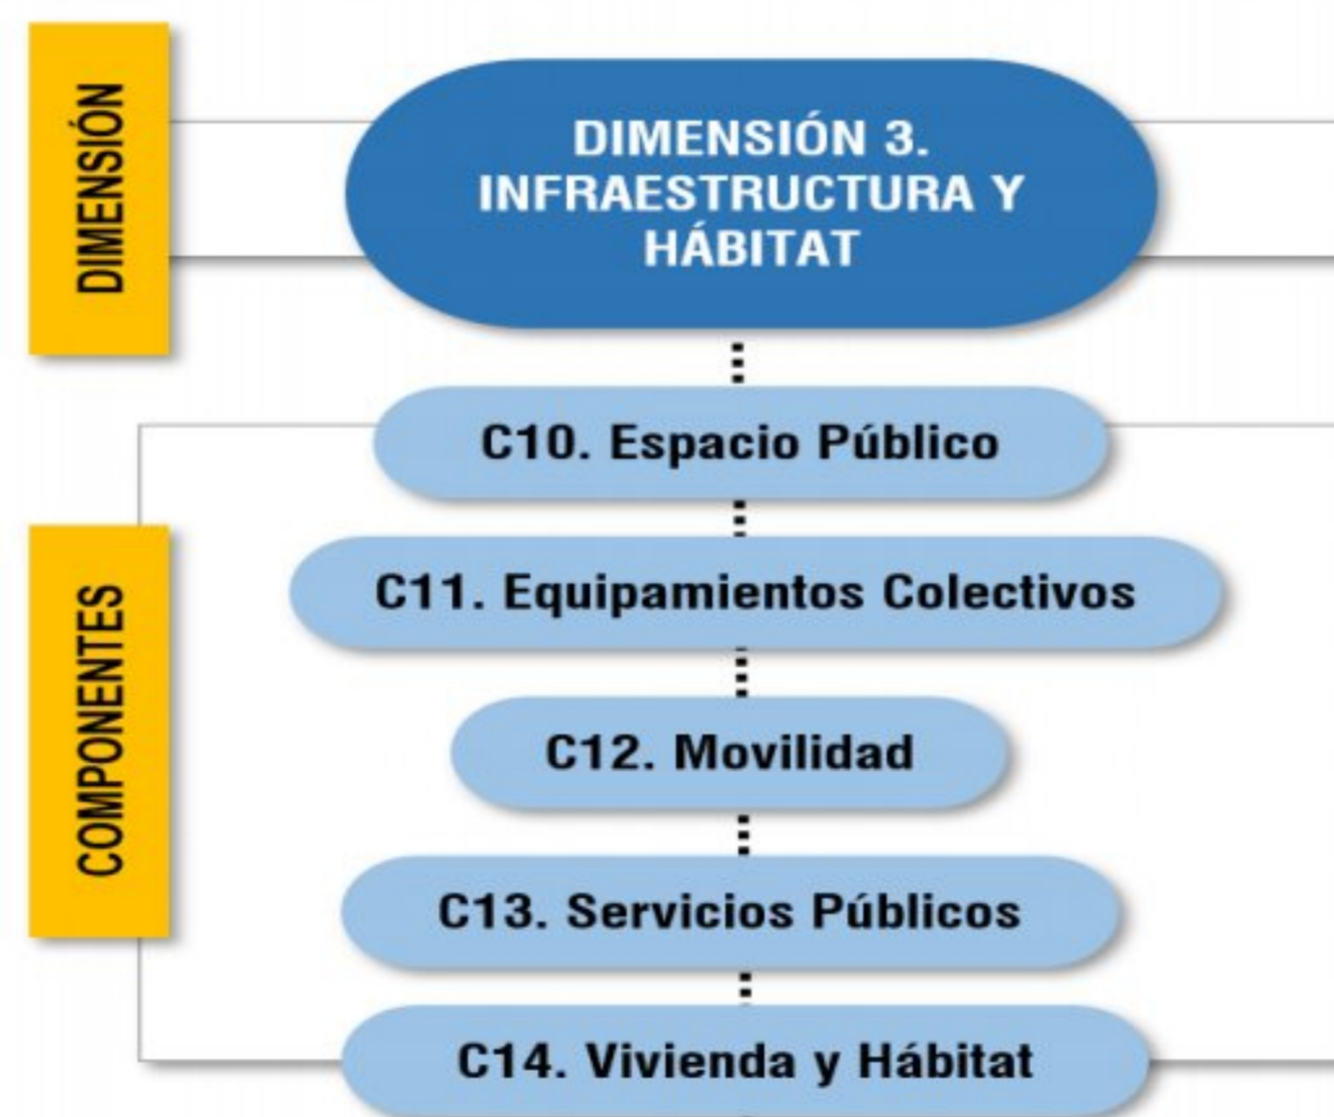 DIMENSIÓN
DIMENSIÓN 3.
INFRAESTRUCTURA Y
HÁBITAT
COMPONENTES
C10. Espacio Público
C11. Equipamientos Colectivos
C12. Movilidad
C13. Servicios Públicos
C14. Vivienda y Hábitat